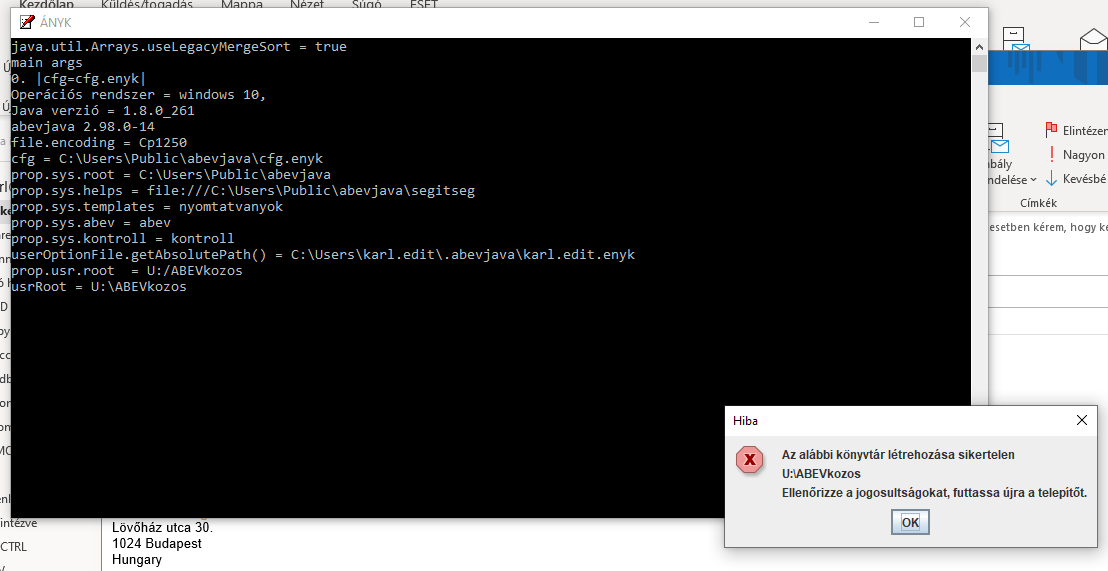 Kezdőlap Küldés/fogadás Mappa Nézet Súgó ESET
ÁNYK
java.util.Arrays.useLegacyMergeSort = true
main args
0. |cfg=cfg.enyk|
Operációs rendszer = windows 10,
Java verzió = 1.8.0_261
abevjava 2.98.0-14
file.encoding = Cp1250
cfg = C:\Users\Public\abevjava\cfg.enyk
prop.sys.root = C:\Users\Public\abevjava
prop.sys.helps = file:///C:\Users\Public\abevjava\segitseg
prop.sys.templates = nyomtatvanyok
prop.sys.abev = abev
prop.sys.kontroll = kontroll
userOptionFile.getAbsolutePath() = C:\Users\karl.edit\.abevjava\karl.edit.enyk
prop.usr.root  = U:/ABEVkozos
usrRoot = U:\ABEVkozos
Elintézen
Nagyon
Kevésbé
bály
ndelése
Címkék
esetben kérem, hogy ke
Hiba
Az alábbi könyvtár létrehozása sikertelen
U:\ABEVkozos
Ellenőrizze a jogosultságokat, futtassa újra a telepítőt.
OK
intézve
CTRL
Lövőház utca 30.
1024 Budapest
Hungary